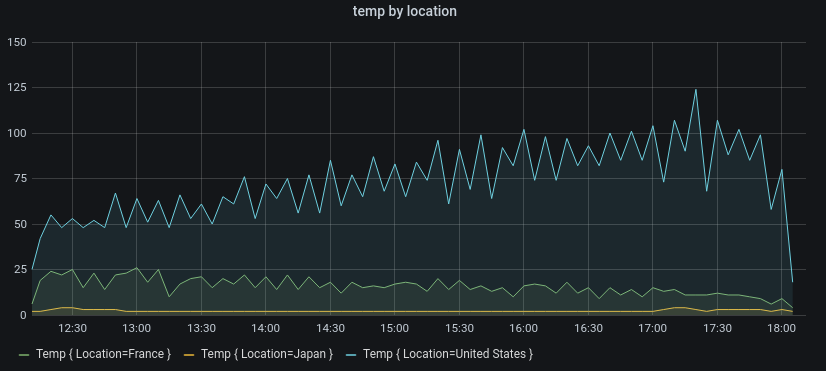 temp by location
150
125
100
75
50
25
0
12:30 13:00 13:30 14:00 14:30 15:00 15:30 16:00 16:30 17:00 17:30 18:00
Temp { Location=France } Temp { Location=Japan } Temp { Location=United States }